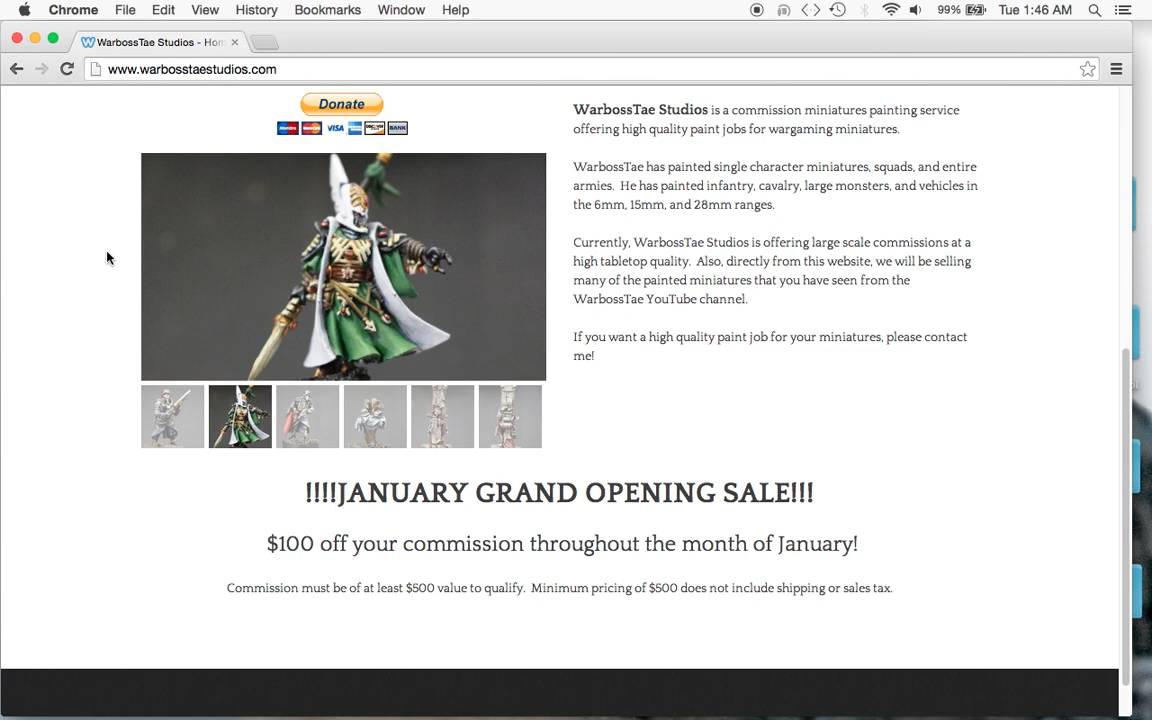 Chrome File Edit View History Bookmarks Window Help 99% Tue 1:46 AM
WarbossTae Studios - Hom
www.warbosstaestudios.com
Donate
VISA BANK
WarbossTae Studios is a commission miniatures painting service
offering high quality paint jobs for wargaming miniatures.
WarbossTae has painted single character miniatures, squads, and entire
armies. He has painted infantry, cavalry, large monsters, and vehicles in
the 6mm, 15mm, and 28mm ranges.
Currently, WarbossTae Studios is offering large scale commissions at a
high tabletop quality. Also, directly from this website, we will be selling
many of the painted miniatures that you have seen from the
WarbossTae YouTube channel.
If you want a high quality paint job for your miniatures, please contact
me!
!!!!JANUARY GRAND OPENING SALE!!!
$100 off your commission throughout the month of January!
Commission must be of at least $500 value to qualify. Minimum pricing of $500 does not include shipping or sales tax.